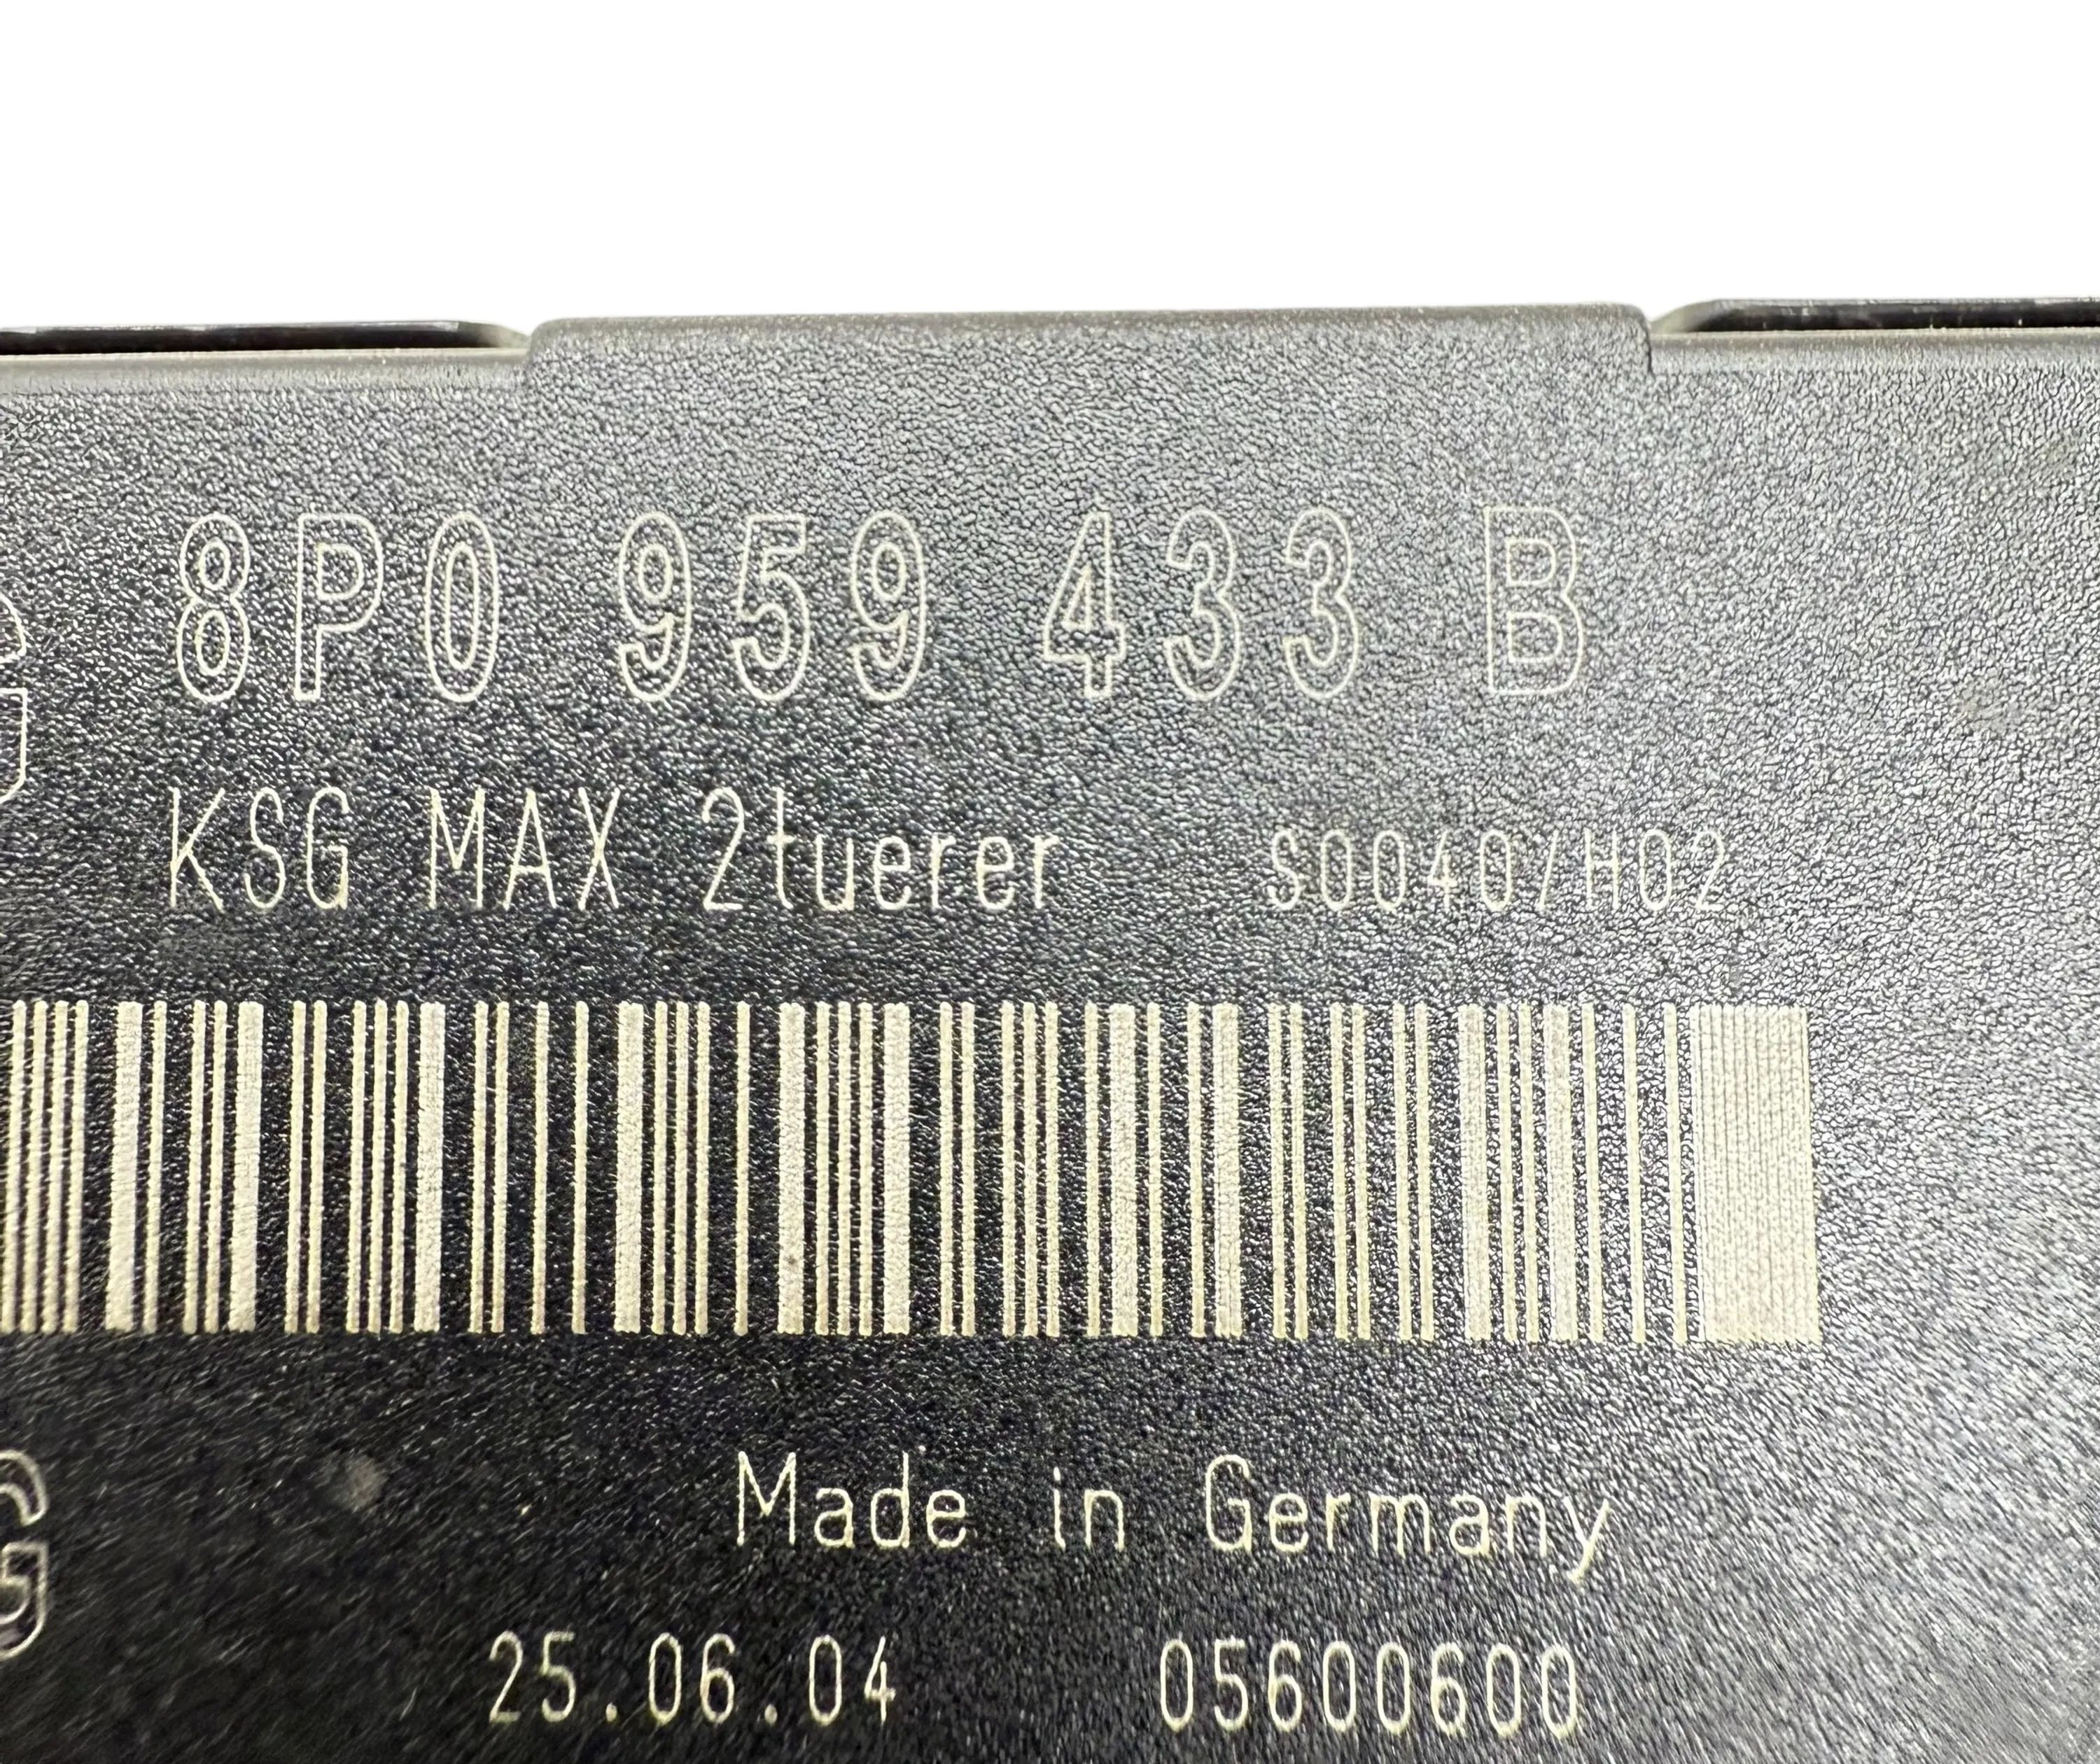 8P0 959 433 B
KSG MAX 2tuerer S0040/H02
Made in Germany
25.06.04 05600600